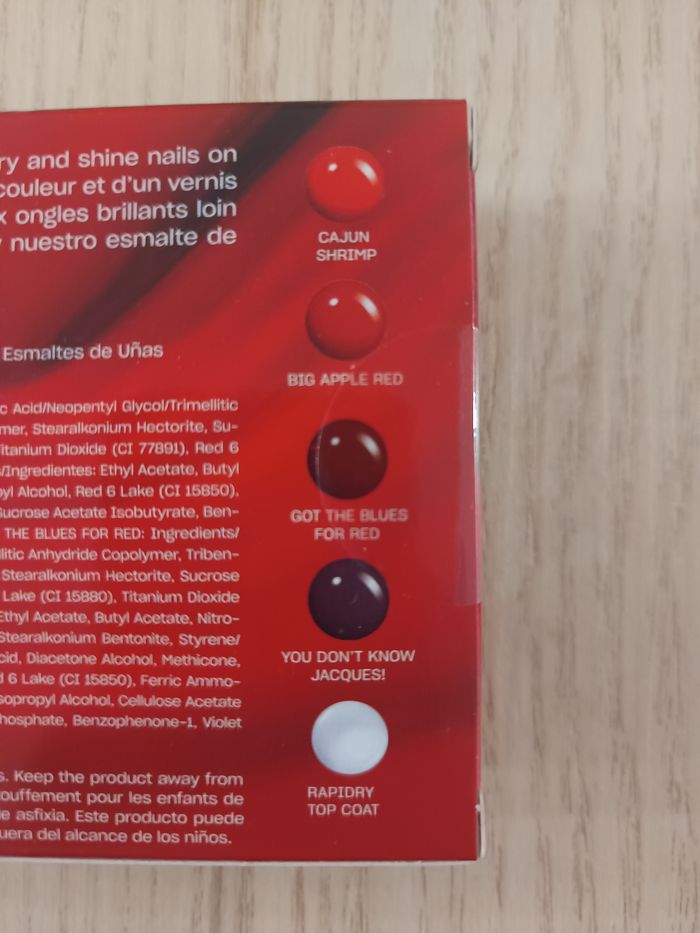 ry and shine nails on
couleur et d'un vernis
x ongles brillants loin
y nuestro esmalte de
CAJUN
SHRIMP
Esmaltes de Uñas
BIG APPLE RED
c Acid/Neopentyl Glycol/Trimellitic
mer, Stearalkonium Hectorite, Su-
Titanium Dioxide (CI 77891), Red 6
s/Ingredientes: Ethyl Acetate, Butyl
pyl Alcohol, Red 6 Lake (CI 15850),
Sucrose Acetate Isobutyrate, Ben-
THE BLUES FOR RED: Ingredients/
llitic Anhydride Copolymer, Triben-
Stearalkonium Hectorite, Sucrose
Lake (CI 15880), Titanium Dioxide
Ethyl Acetate, Butyl Acetate, Nitro-
Stearalkonium Bentonite, Styrene/
cid, Diacetone Alcohol, Methicone,
d 6 Lake (CI 15850), Ferric Ammo-
sopropyl Alcohol, Cellulose Acetate
hosphate, Benzophenone-1, Violet
GOT THE BLUES
FOR RED
YOU DON'T KNOW
JACQUES!
RAPIDRY
TOP COAT
s. Keep the product away from
touffement pour les enfants de
e asfixia. Este producto puede
uera del alcance de los niños.